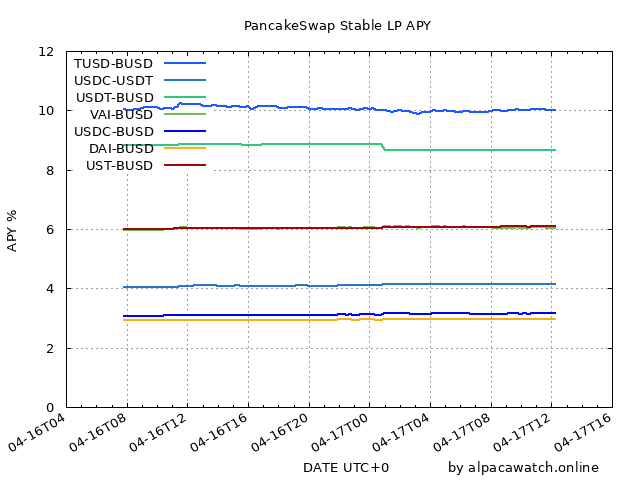 PancakeSwap Stable LP APY
12
10
8
6
4
2
0
APY %
TUSD-BUSD
USDC-USDT
USDT-BUSD
VAI-BUSD
USDC-BUSD
DAI-BUSD
UST-BUSD
04-16T04
04-16T08
04-16T12
04-16T16
04-16T20
04-17T00
04-17T04
04-17T08
04-17T12
04-17T16
DATE UTC+0
by alpacawatch.online